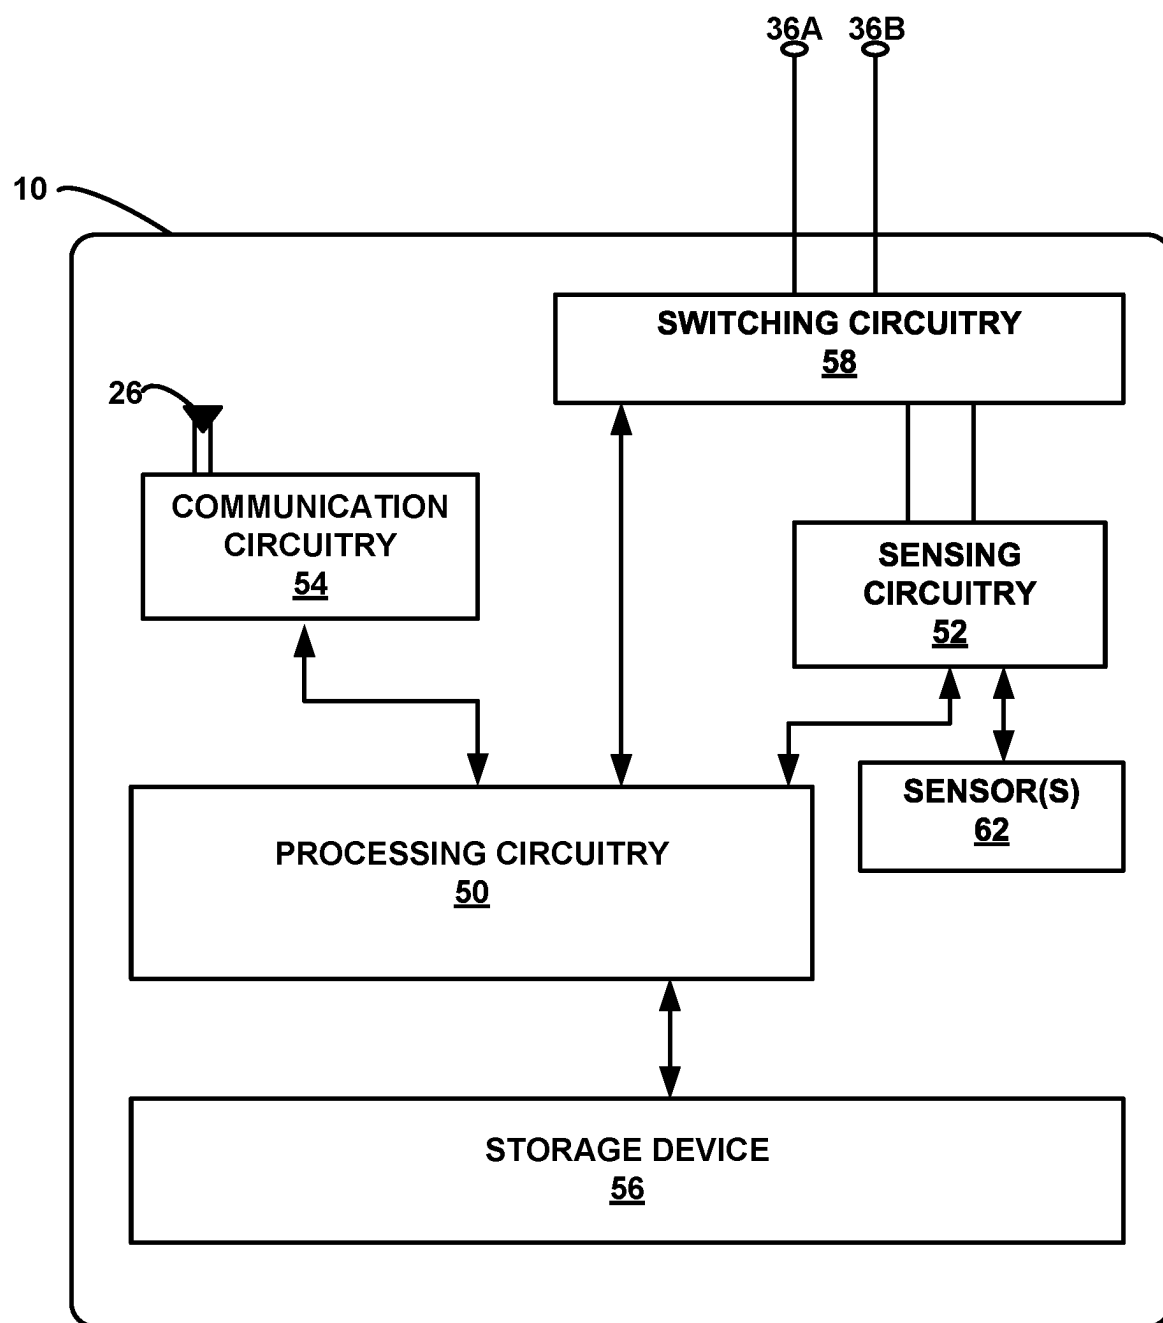 36A 36B
10
SWITCHING CIRCUITRY
58
26
COMMUNICATION
CIRCUITRY
54
SENSING
CIRCUITRY
52
SENSOR(S)
62
PROCESSING CIRCUITRY
50
STORAGE DEVICE
56